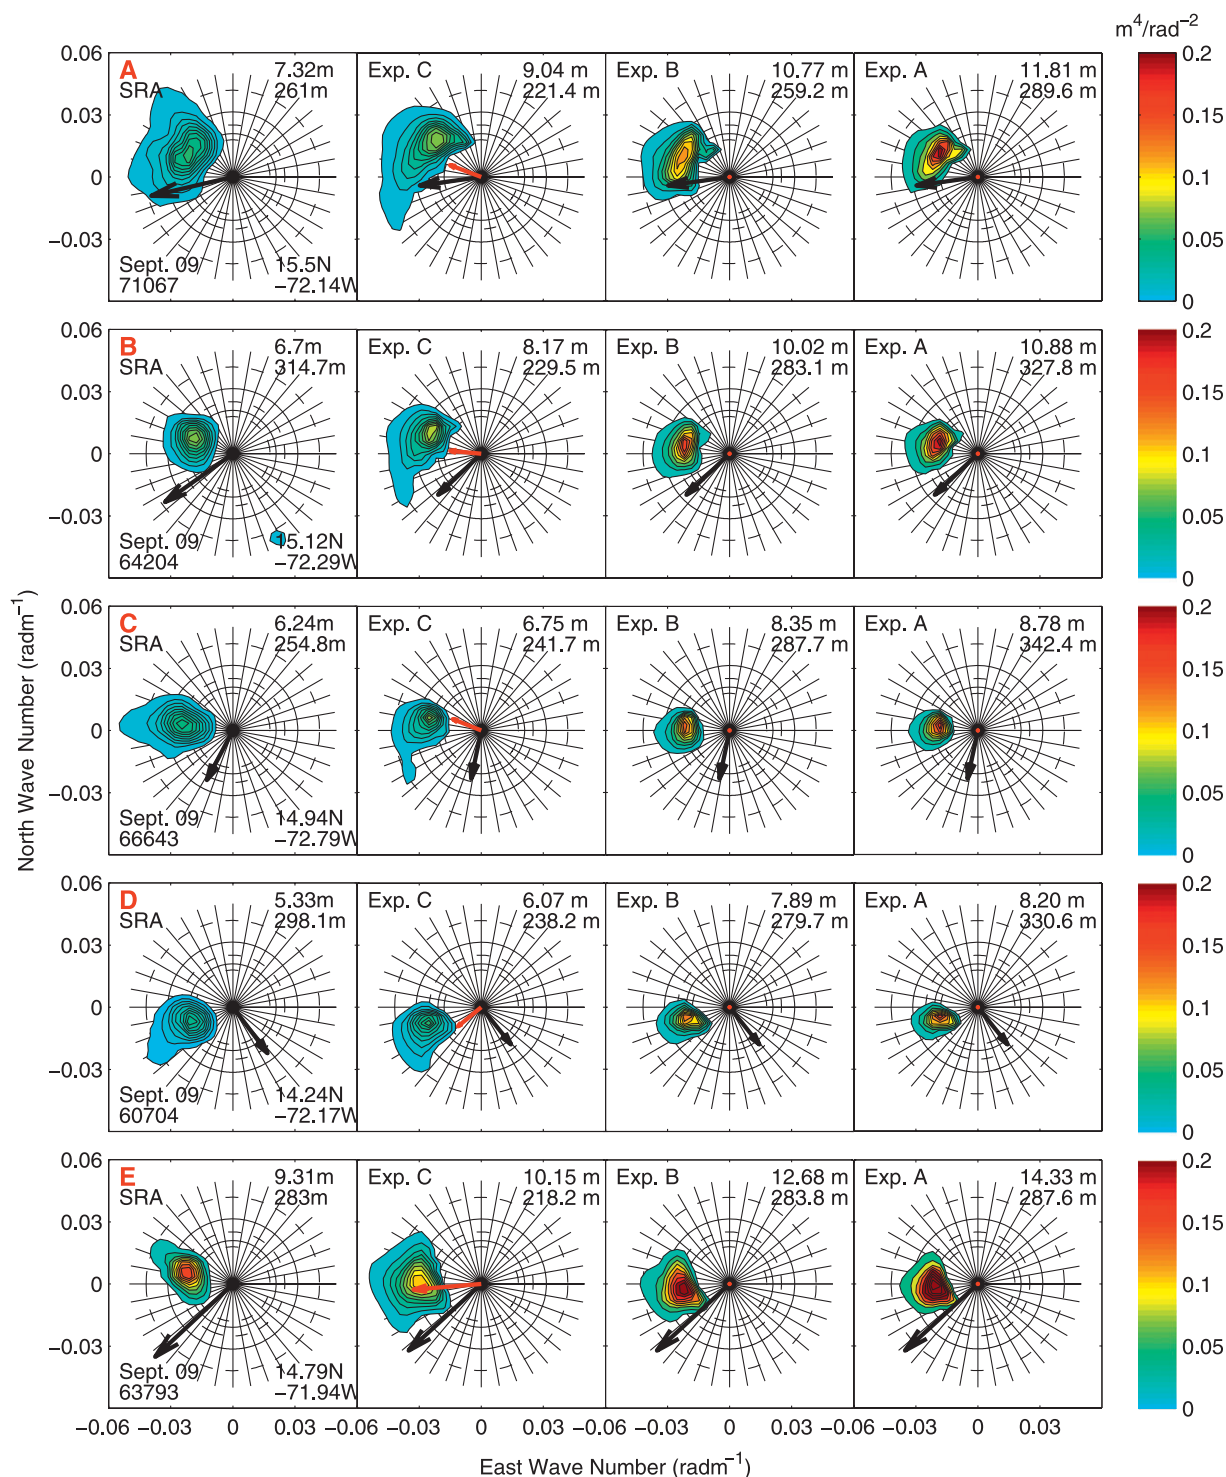 m⁴/rad⁻²
A
SRA
7.32m
261m
Sept. 09
71067
15.5N
−72.14W
Exp. C
9.04 m
221.4 m
Exp. B
10.77 m
259.2 m
Exp. A
11.81 m
289.6 m
0.06
0.03
0
−0.03
0.2
0.15
0.1
0.05
0
B
SRA
6.7m
314.7m
Sept. 09
64204
15.12N
−72.29W
Exp. C
8.17 m
229.5 m
Exp. B
10.02 m
283.1 m
Exp. A
10.88 m
327.8 m
0.06
0.03
0
−0.03
0.2
0.15
0.1
0.05
0
C
SRA
6.24m
254.8m
Sept. 09
66643
14.94N
−72.79W
Exp. C
6.75 m
241.7 m
Exp. B
8.35 m
287.7 m
Exp. A
8.78 m
342.4 m
0.06
0.03
0
−0.03
0.2
0.15
0.1
0.05
0
D
SRA
5.33m
298.1m
Sept. 09
60704
14.24N
−72.17W
Exp. C
6.07 m
238.2 m
Exp. B
7.89 m
279.7 m
Exp. A
8.20 m
330.6 m
0.06
0.03
0
−0.03
0.2
0.15
0.1
0.05
0
E
SRA
9.31m
283m
Sept. 09
63793
14.79N
−71.94W
Exp. C
10.15 m
218.2 m
Exp. B
12.68 m
283.8 m
Exp. A
14.33 m
287.6 m
0.06
0.03
0
−0.03
−0.06
0.2
0.15
0.1
0.05
0
−0.06 −0.03 0 0.03 −0.03 0 0.03 −0.03 0 0.03 −0.03 0 0.03
North Wave Number (radm⁻¹)
East Wave Number (radm⁻¹)